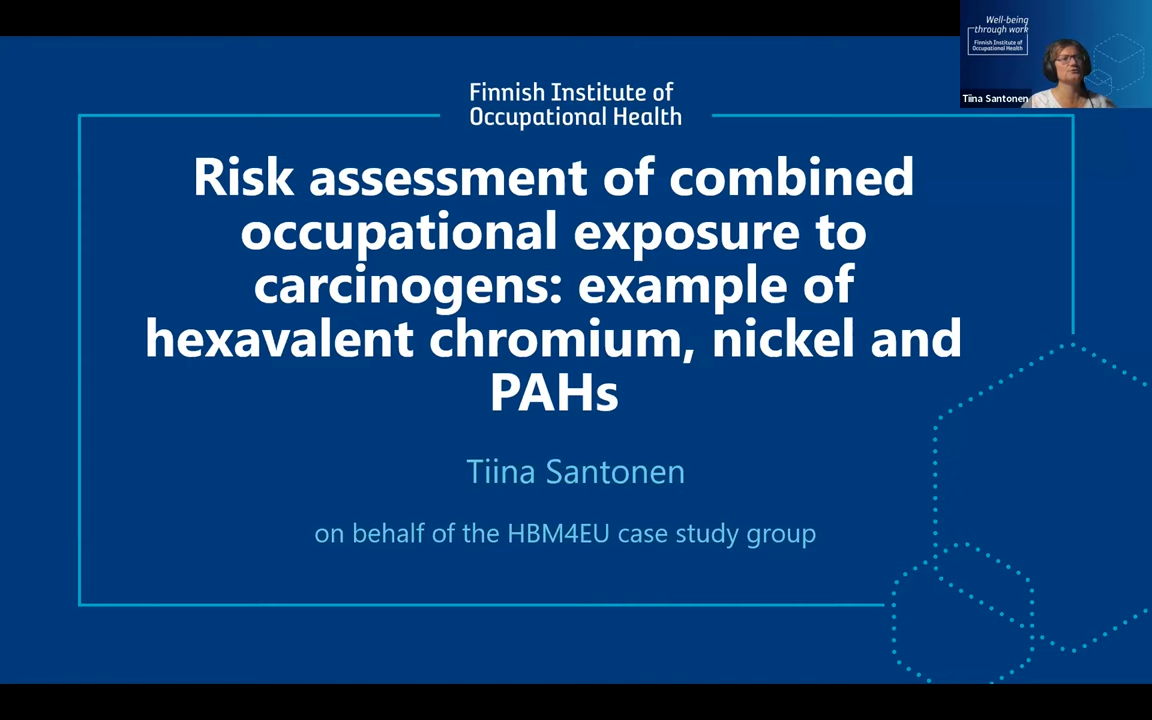 Well-being
through work
Finnish Institute of
Occupational Health
Tiina Santonen
Finnish Institute of
Occupational Health
Risk assessment of combined
occupational exposure to
carcinogens: example of
hexavalent chromium, nickel and
PAHs
Tiina Santonen
on behalf of the HBM4EU case study group